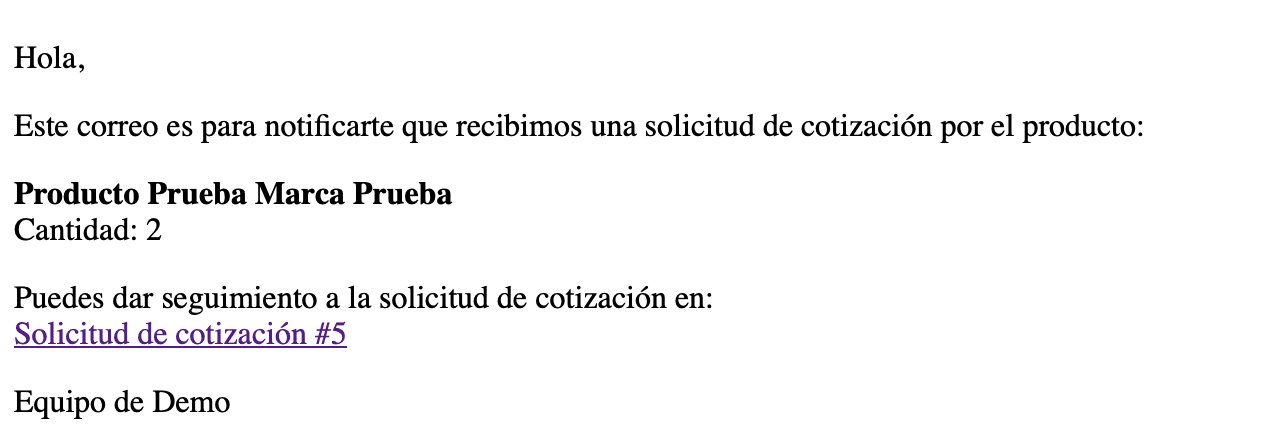 Hola,
Este correo es para notificarte que recibimos una solicitud de cotización por el producto:
Producto Prueba Marca Prueba
Cantidad: 2
Puedes dar seguimiento a la solicitud de cotización en:
Solicitud de cotización #5
Equipo de Demo